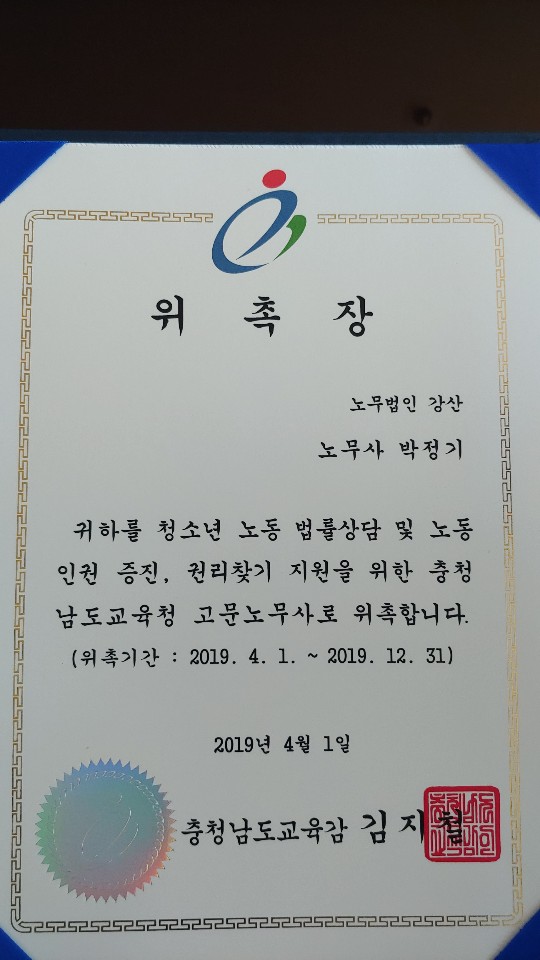 위 촉 장
노무법인 강산
노무사 박정기
귀하를 청소년 노동 법률상담 및 노동
인권 증진, 권리찾기 지원을 위한 충청
남도교육청 고문노무사로 위촉합니다.
(위촉기간 : 2019. 4. 1. ~ 2019. 12. 31)
2019년 4월 1일
충청남도교육감 김지철